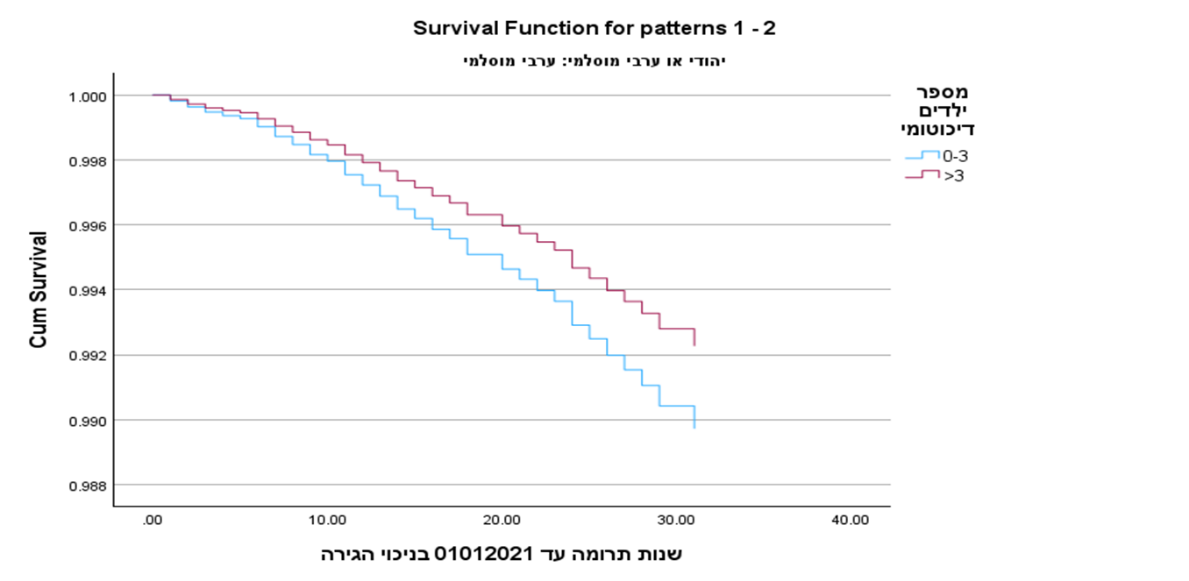 Survival Function for patterns 1 - 2
יהודי או ערבי מוסלמי: ערבי מוסלמי
מספר
ילדים
דיכוטומי
0-3
>3
Cum Survival
1.000
0.998
0.996
0.994
0.992
0.990
0.988
.00
10.00
20.00
30.00
40.00
שנות תרומה עד 01012021 בניכוי הגירה